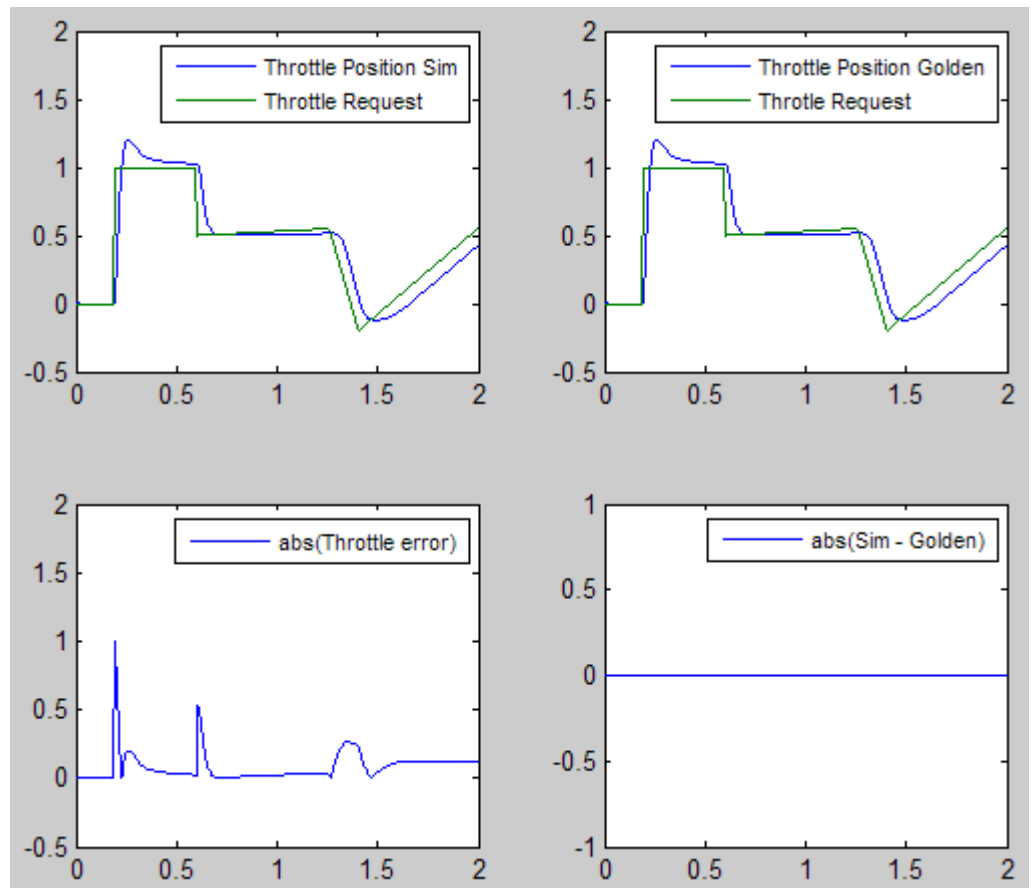 2
1.5
1
0.5
0
-0.5
0 0.5 1 1.5 2
Throttle Position Sim
Throttle Request
2
1.5
1
0.5
0
-0.5
0 0.5 1 1.5 2
Throttle Position Golden
Throtle Request
2
1.5
1
0.5
0
-0.5
0 0.5 1 1.5 2
abs(Throttle error)
1
0.5
0
-0.5
-1
0 0.5 1 1.5 2
abs(Sim - Golden)